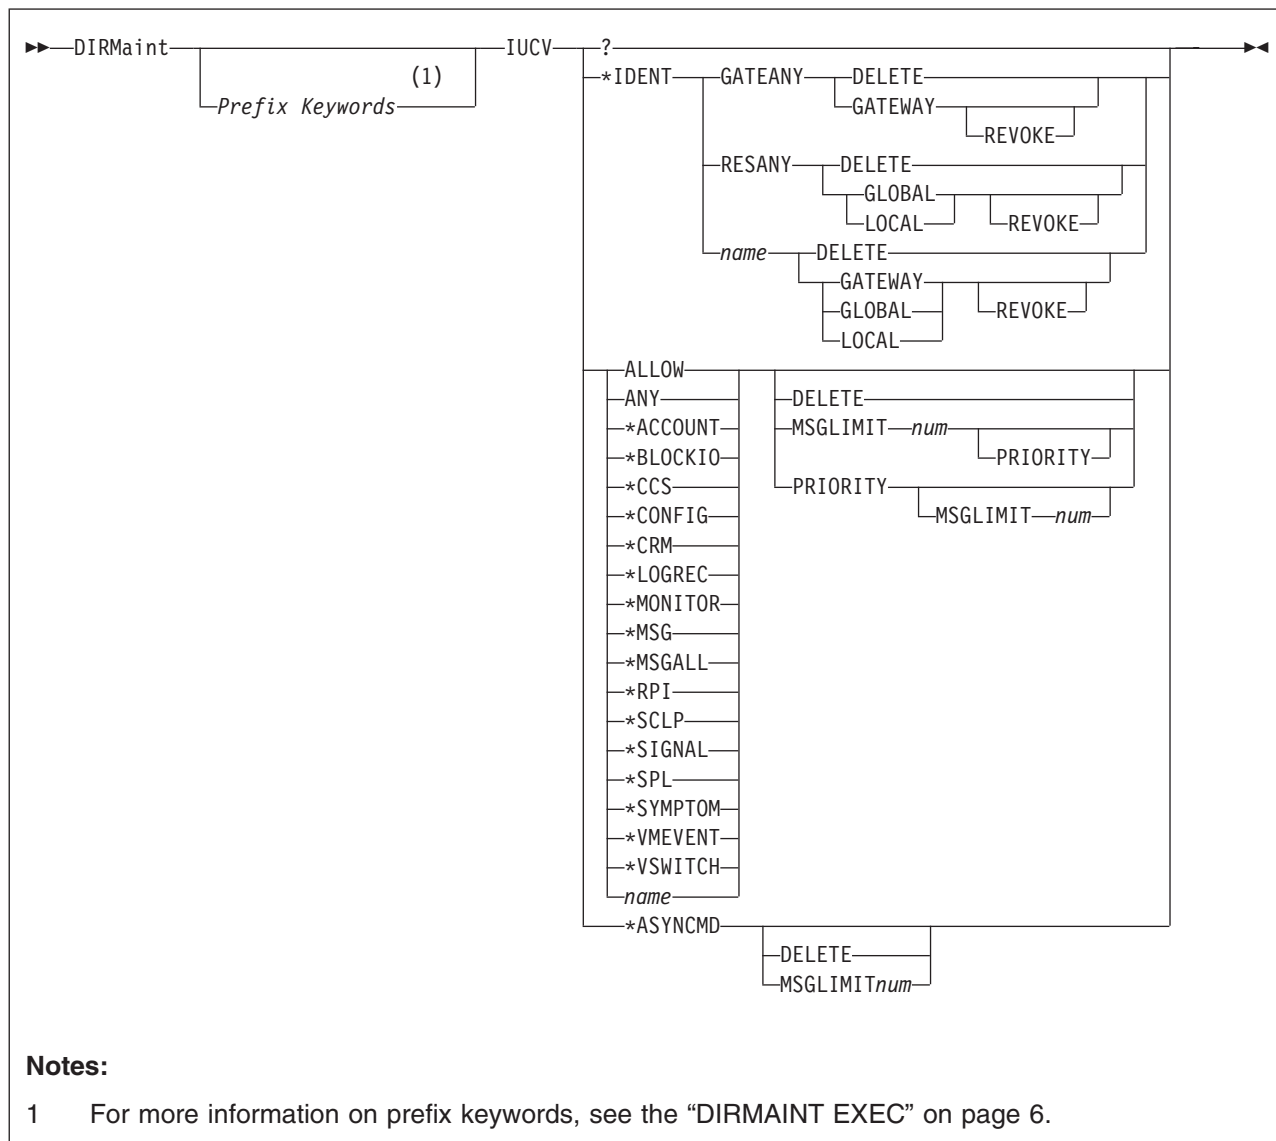 DIRMaint IUCV ?
(1) *IDENT GATEANY DELETE
Prefix Keywords GATEWAY
REVOKE
RESANY DELETE
GLOBAL
LOCAL REVOKE
name DELETE
GATEWAY
GLOBAL REVOKE
LOCAL
ALLOW
ANY DELETE
*ACCOUNT MSGLIMIT num
*BLOCKIO PRIORITY
*CCS PRIORITY
*CONFIG MSGLIMIT num
*CRM
*LOGREC
*MONITOR
*MSG
*MSGALL
*RPI
*SCLP
*SIGNAL
*SPL
*SYMPTOM
*VMEVENT
*VSWITCH
name
*ASYNCMD
DELETE
MSGLIMITnum
Notes:
1 For more information on prefix keywords, see the “DIRMAINT EXEC” on page 6.